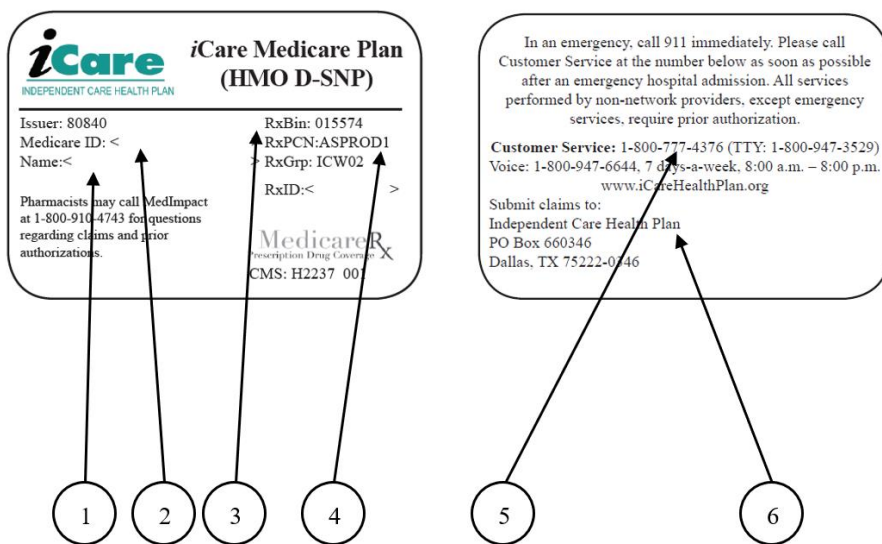 iCare
INDEPENDENT CARE HEALTH PLAN
iCare Medicare Plan
(HMO D-SNP)
Issuer: 80840
Medicare ID: <
Name:< >
Pharmacists may call MedImpact
at 1-800-910-4743 for questions
regarding claims and prior
authorizations.
RxBin: 015574
RxPCN:ASPROD1
RxGrp: ICW02
RxID:< >
MedicareRx
Prescription Drug Coverage
CMS: H2237 001
In an emergency, call 911 immediately. Please call
Customer Service at the number below as soon as possible
after an emergency hospital admission. All services
performed by non-network providers, except emergency
services, require prior authorization.
Customer Service: 1-800-777-4376 (TTY: 1-800-947-3529)
Voice: 1-800-947-6644, 7 days-a-week, 8:00 a.m. – 8:00 p.m.
www.iCareHealthPlan.org
Submit claims to:
Independent Care Health Plan
PO Box 660346
Dallas, TX 75222-0346
1
2
3
4
5
6